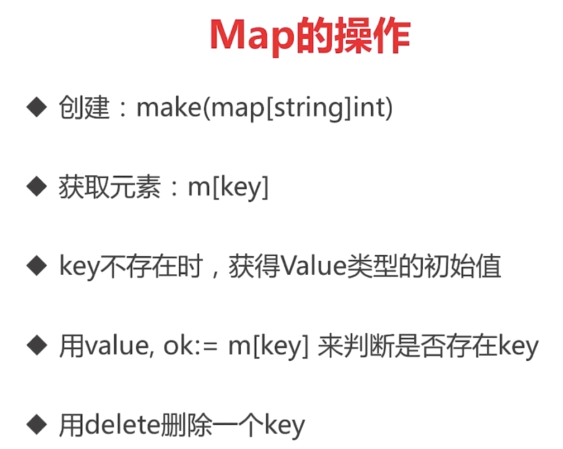 Map的操作
◆ 创建：make(map[string]int)
◆ 获取元素：m[key]
◆ key不存在时，获得Value类型的初始值
◆ 用value, ok:= m[key] 来判断是否存在key
◆ 用delete删除一个key